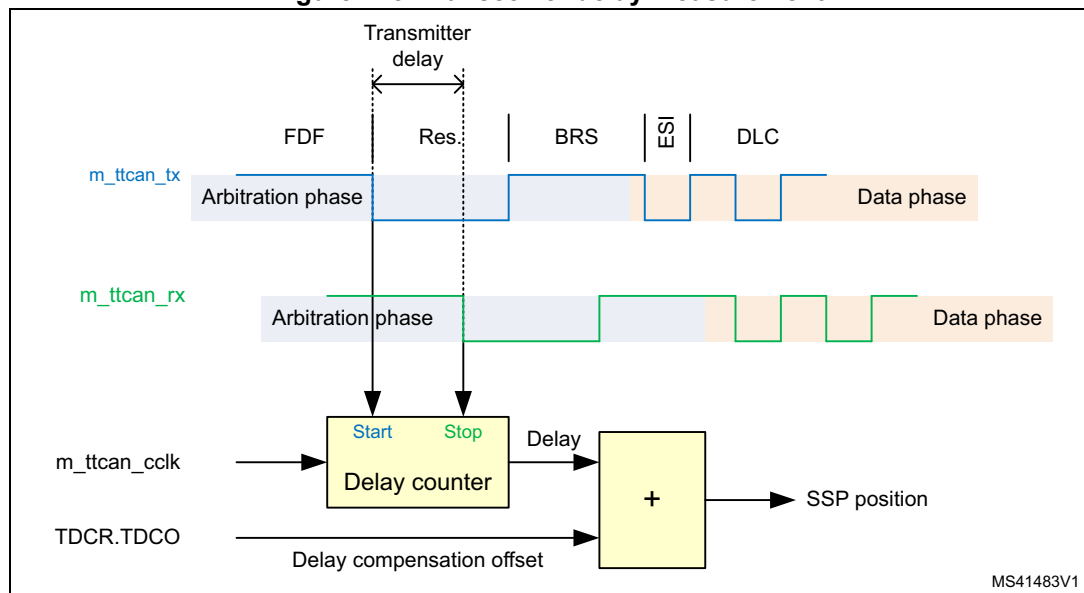 Transmitter
delay
FDF Res. BRS ESI DLC
m_ttcan_tx
Arbitration phase Data phase
m_ttcan_rx
Arbitration phase Data phase
Start Stop Delay
m_ttcan_cclk
Delay counter
+
SSP position
TDCR.TDCO
Delay compensation offset
MS41483V1